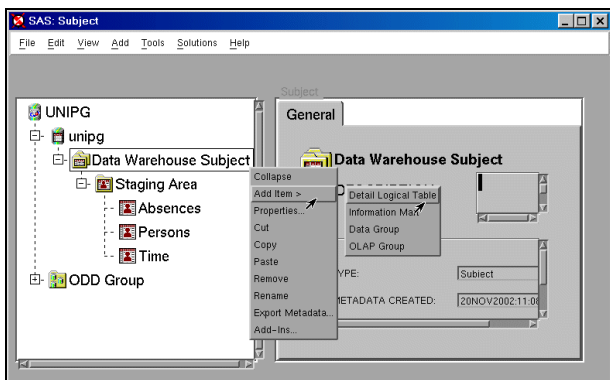 SAS: Subject
File Edit View Add Tools Solutions Help
UNIPG
unipg
Data Warehouse Subject
Staging Area
Absences
Persons
Time
ODD Group
Subject
General
Data Warehouse Subject
Collapse
Add Item >
Properties...
Cut
Copy
Paste
Remove
Rename
Export Metadata...
Add-Ins...
Detail Logical Table
Information Mart
Data Group
OLAP Group
YPE:
Subject
ETADATA CREATED:
20NOV2002:11:0